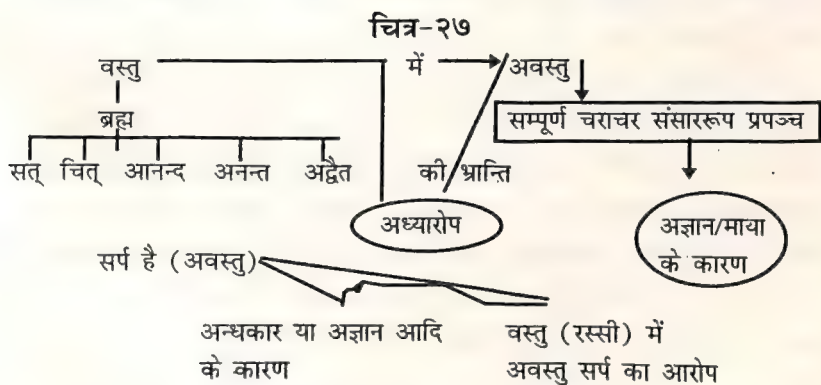 चित्र-२७
वस्तु में अवस्तु
ब्रह्म
सम्पूर्ण चराचर संसाररूप प्रपञ्च
सत् चित् आनन्द अनन्त अद्वैत की भ्रान्ति
अध्यारोप
अज्ञान/माया
के कारण
सर्प है (अवस्तु)
अन्धकार या अज्ञान आदि
के कारण
वस्तु (रस्सी) में
अवस्तु सर्प का आरोप